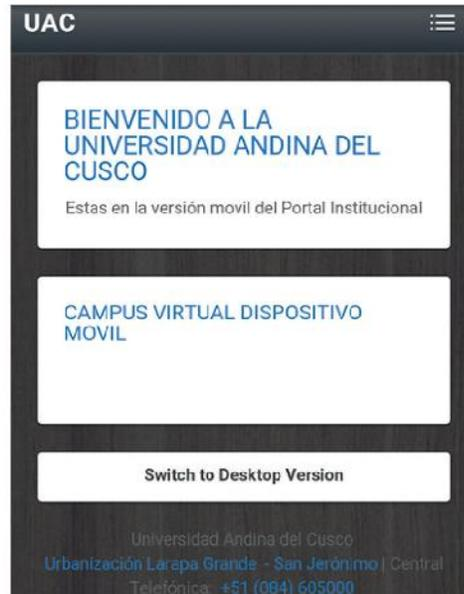 UAC
BIENVENIDO A LA
UNIVERSIDAD ANDINA DEL
CUSCO
Estas en la versión movil del Portal Institucional
CAMPUS VIRTUAL DISPOSITIVO
MOVIL
Switch to Desktop Version
Universidad Andina del Cusco
Urbanización Larapa Grande - San Jerónimo | Central
Telefónica: +51 (084) 605000